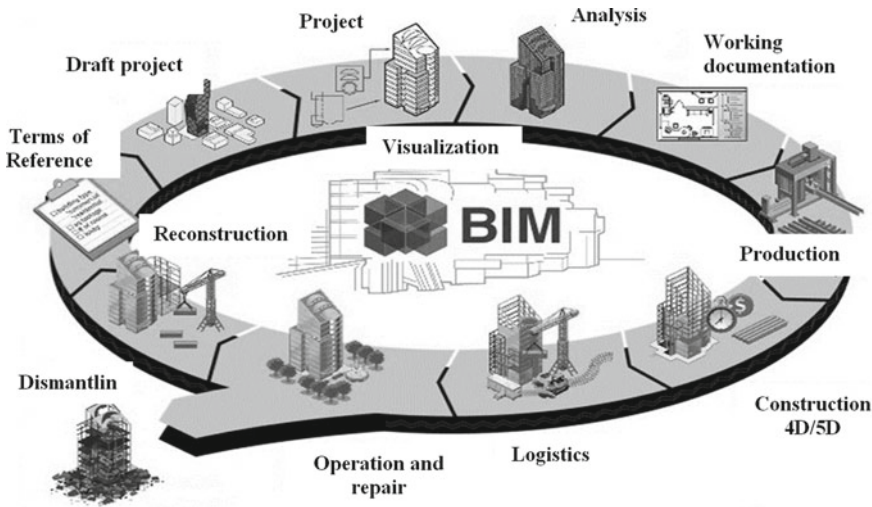 Project
Analysis
Draft project
Working
documentation
Terms of
Reference
Visualization
Reconstruction
BIM
Production
$
Dismantlin
Construction
4D/5D
Operation and
repair
Logistics